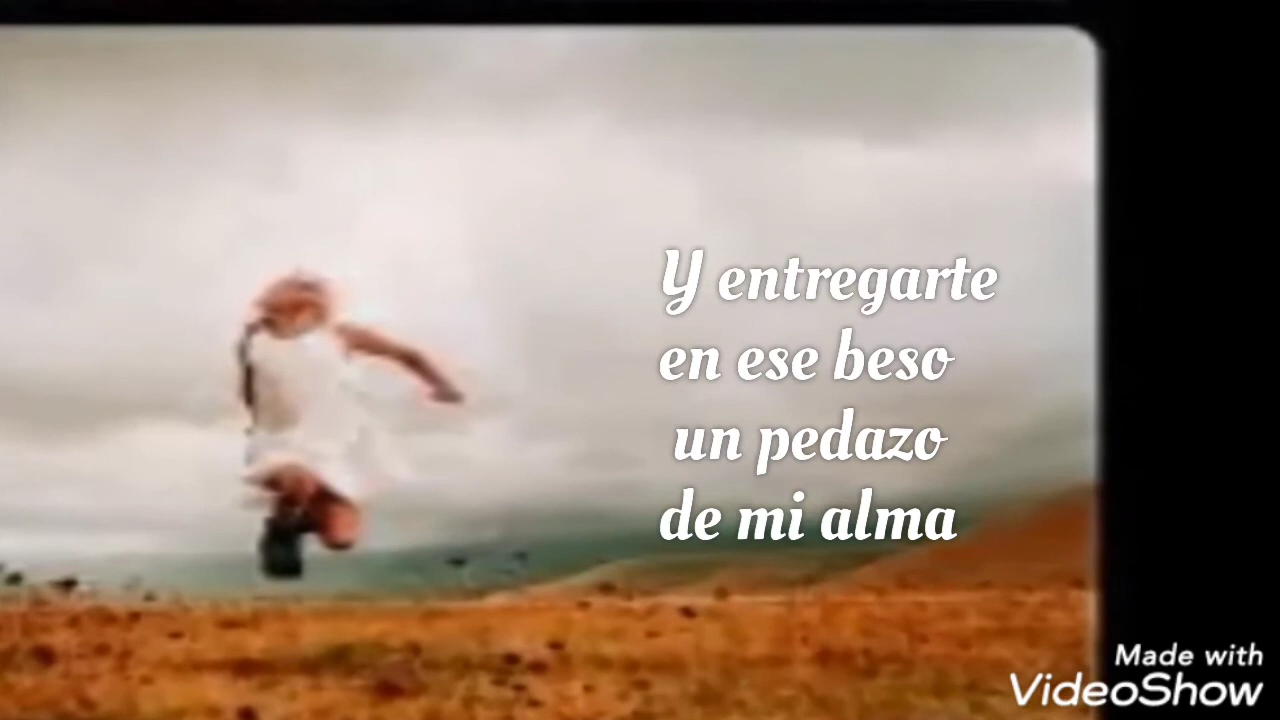 Y entregarte
en ese beso
un pedazo
de mi alma
Made with
VideoShow